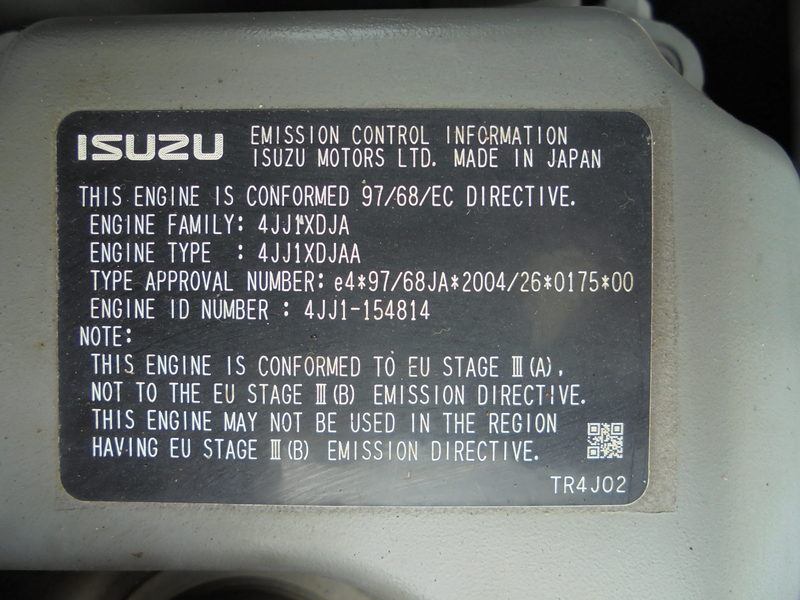 ISUZU
EMISSION CONTROL INFORMATION
ISUZU MOTORS LTD. MADE IN JAPAN
THIS ENGINE IS CONFORMED 97/68/EC DIRECTIVE.
ENGINE FAMILY: 4JJ1XDJA
ENGINE TYPE : 4JJ1XDJAA
TYPE APPROVAL NUMBER: e4*97/68JA*2004/26*0175*00
ENGINE ID NUMBER : 4JJ1-154814
NOTE:
THIS ENGINE IS CONFORMED TO EU STAGE Ⅲ(A),
NOT TO THE EU STAGE Ⅲ(B) EMISSION DIRECTIVE.
THIS ENGINE MAY NOT BE USED IN THE REGION
HAVING EU STAGE Ⅲ(B) EMISSION DIRECTIVE.
TR4J02